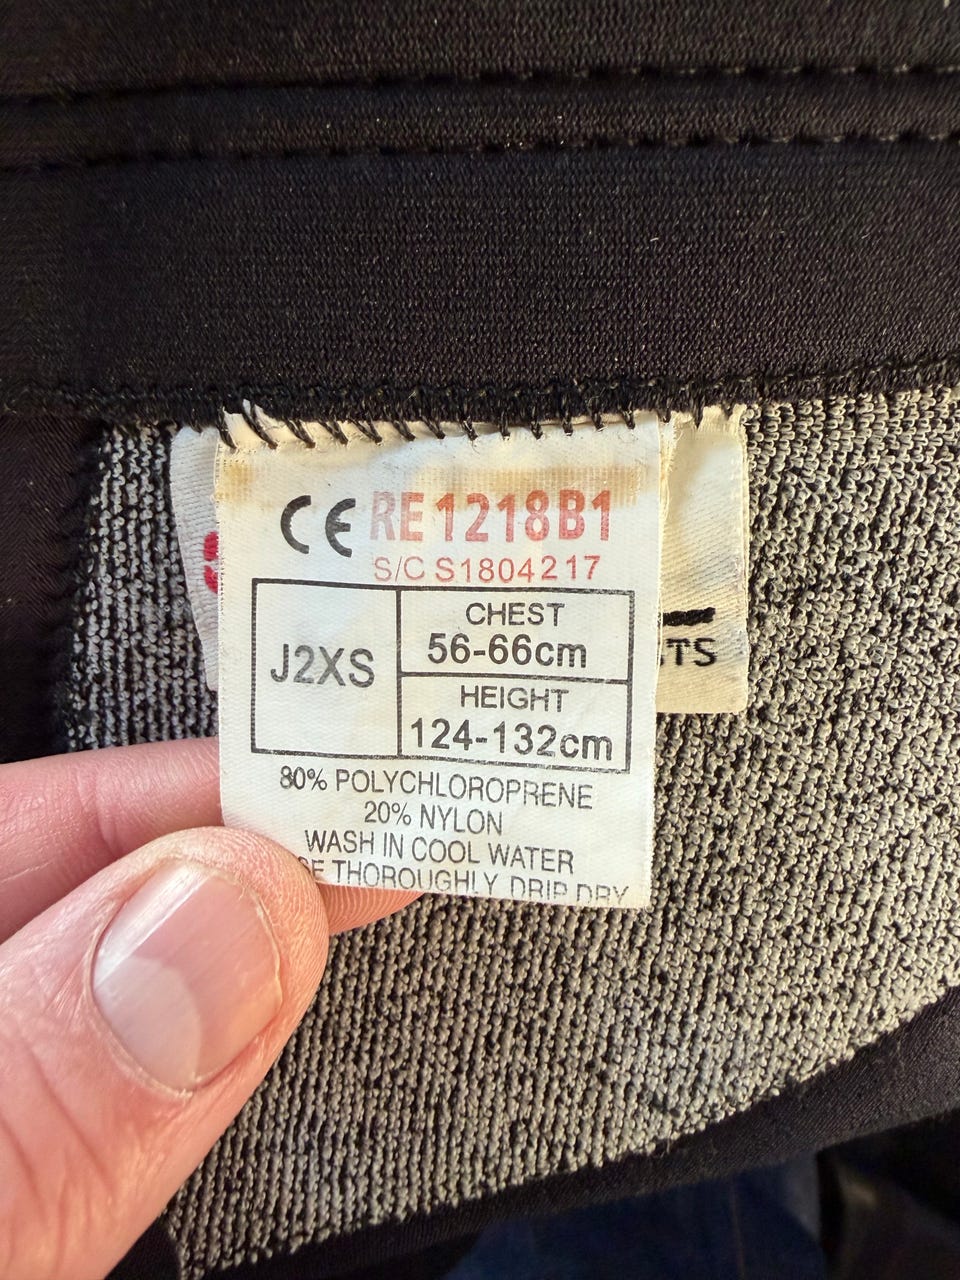 CE RE1218B1
S/C S1804217
J2XS
CHEST
56-66cm
HEIGHT
124-132cm
80% POLYCHLOROPRENE
20% NYLON
WASH IN COOL WATER
THOROUGHLY DRIP DRY